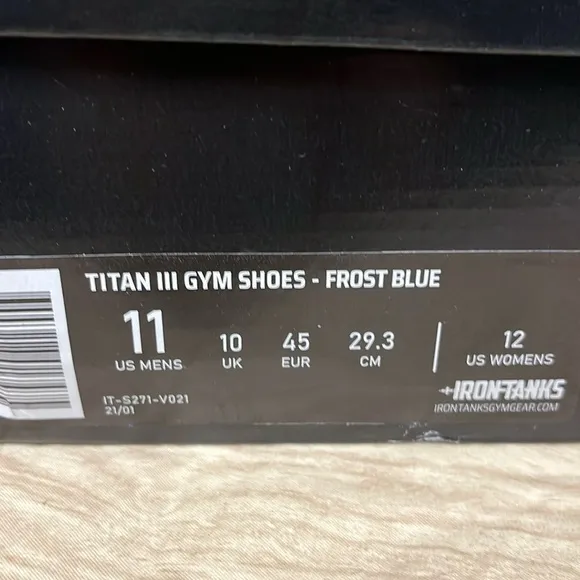 TITAN III GYM SHOES - FROST BLUE
11 10 45 29.3 12
US MENS UK EUR CM US WOMENS
IT-S271-V021
21/01
IRONTANKS
IRONTANKSGYMGEAR.COM